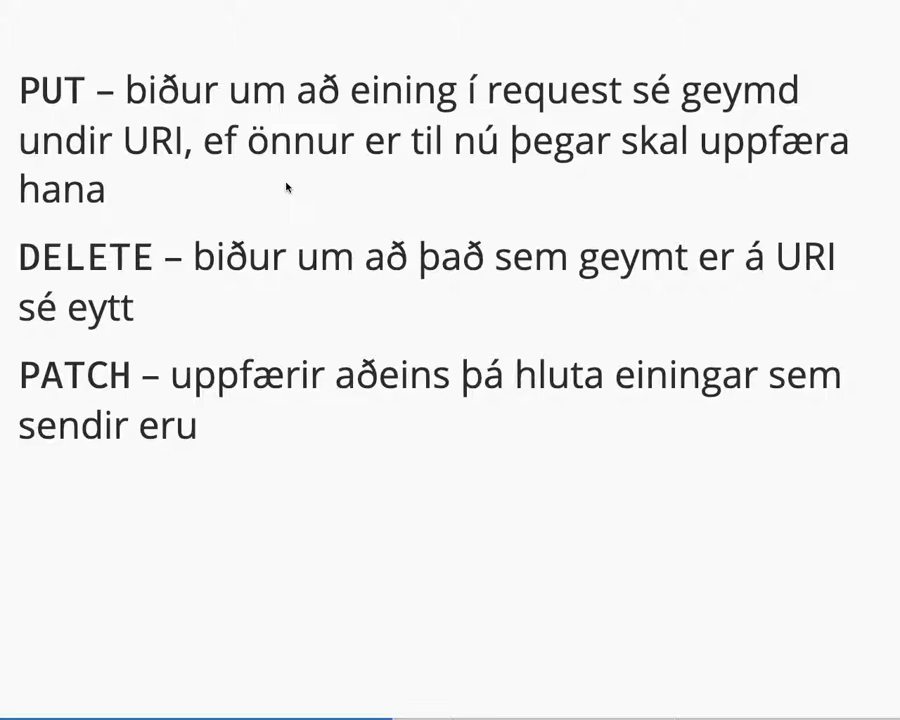 PUT – biður um að eining í request sé geymd
undir URI, ef önnur er til nú þegar skal uppfæra
hana
DELETE – biður um að það sem geymt er á URI
sé eytt
PATCH – uppfærir aðeins þá hluta einingar sem
sendir eru